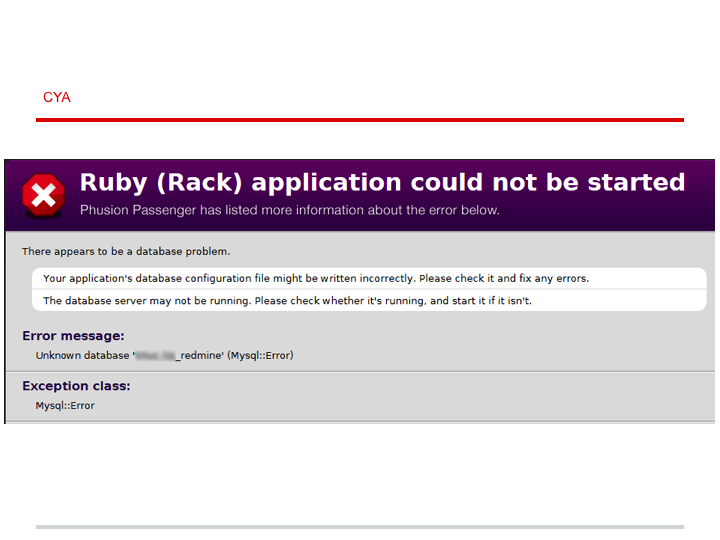 CYA
Ruby (Rack) application could not be started
Phusion Passenger has listed more information about the error below.
There appears to be a database problem.
Your application's database configuration file might be written incorrectly. Please check it and fix any errors.
The database server may not be running. Please check whether it's running, and start it if it isn't.
Error message:
Unknown database '_redmine' (Mysql::Error)
Exception class:
Mysql::Error